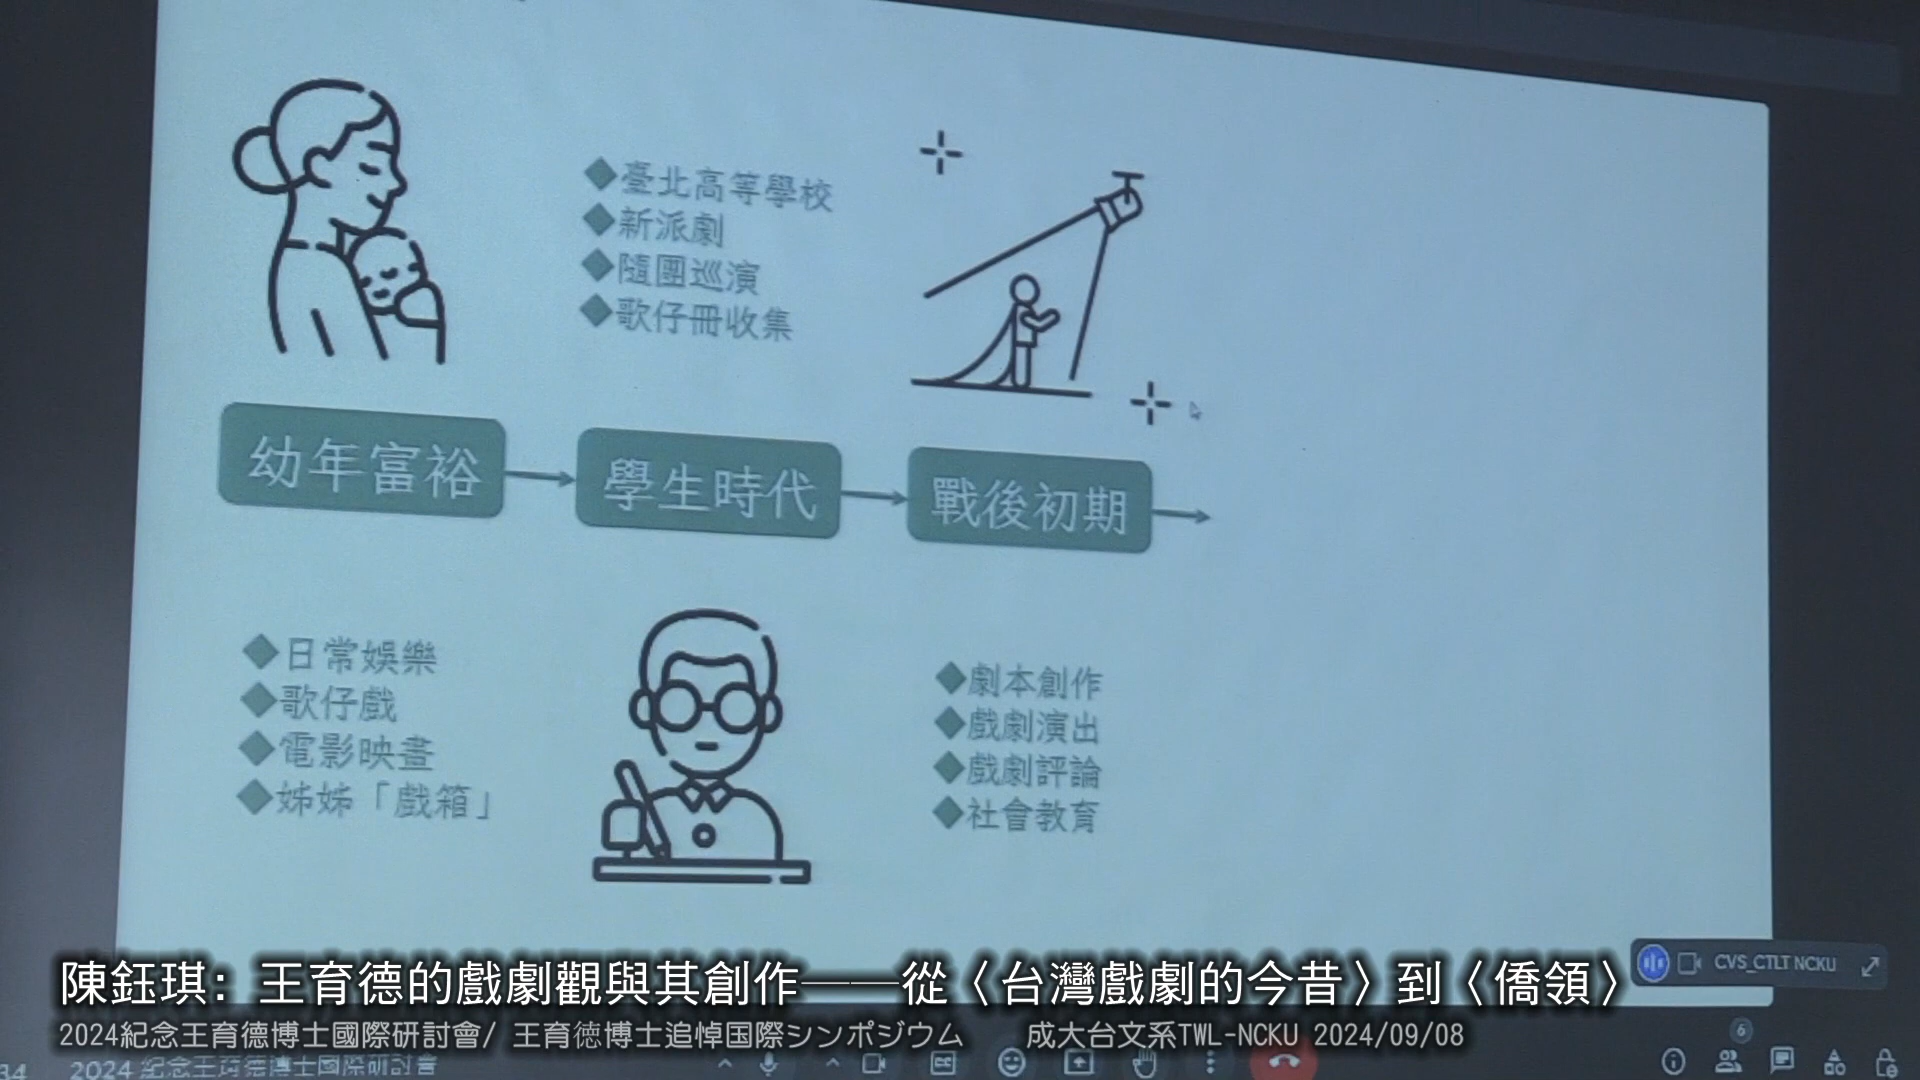 ◆臺北高等學校
◆新派劇
◆隨團巡演
◆歌仔冊收集
幼年富裕
學生時代
戰後初期
◆日常娛樂
◆歌仔戲
◆電影映畫
◆姊姊「戲箱」
◆劇本創作
◆戲劇演出
◆戲劇評論
◆社會教育
CVS_CTLT NCKU
陳鈺琪：王育德的戲劇觀與其創作——從〈台灣戲劇的今昔〉到〈僑領〉
2024紀念王育德博士國際研討會/ 王育徳博士追悼国際シンポジウム 成大台文系TWL-NCKU 2024/09/08
6
34 2024 紀念王育德博士國際研討會
CC